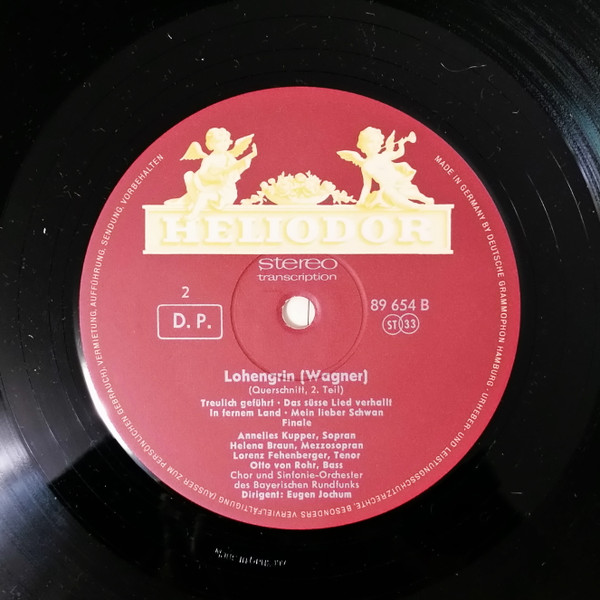 HELIODOR
stereo
transcription
2
D. P.
89 654 B
ST 33
Lohengrin (Wagner)
(Querschnitt, 2. Teil)
Treulich geführt · Das süsse Lied verhallt
In fernem Land · Mein lieber Schwan
Finale
Annelies Kupper, Sopran
Helena Braun, Mezzosopran
Lorenz Fehenberger, Tenor
Otto von Rohr, Bass
Chor und Sinfonie-Orchester
des Bayerischen Rundfunks
Dirigent: Eugen Jochum
MADE IN GERMANY BY DEUTSCHE GRAMMOPHON HAMBURG · URHEBER- UND LEISTUNGSSCHUTZRECHTE, BESONDERS VERVIELFÄLTIGUNG (AUSSER ZUM PERSÖNLICHEN GEBRAUCH), VERMIETUNG, AUFFÜHRUNG, SENDUNG, VORBEHALTEN